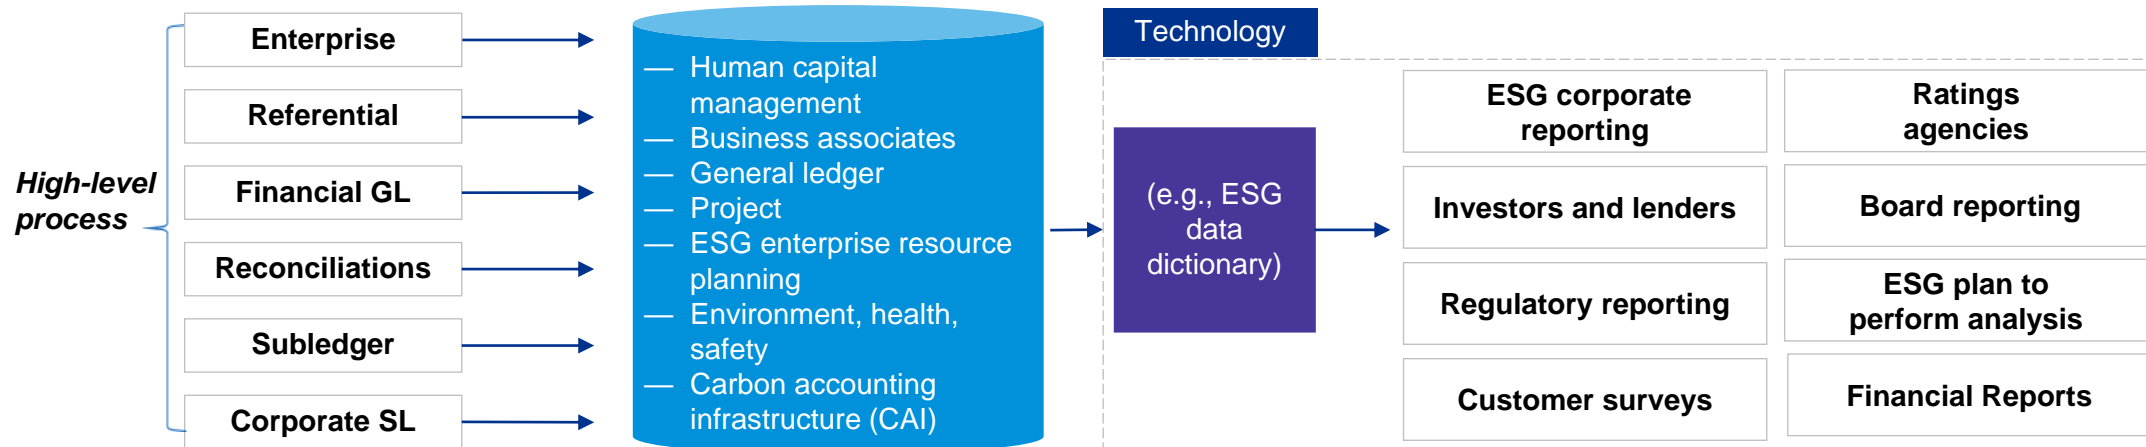 High-level
process
Enterprise
Referential
Financial GL
Reconciliations
Subledger
Corporate SL
— Human capital
management
— Business associates
— General ledger
— Project
— ESG enterprise resource
planning
— Environment, health,
safety
— Carbon accounting
infrastructure (CAI)
Technology
(e.g., ESG
data
dictionary)
ESG corporate
reporting
Ratings
agencies
Investors and lenders
Board reporting
Regulatory reporting
ESG plan to
perform analysis
Customer surveys
Financial Reports